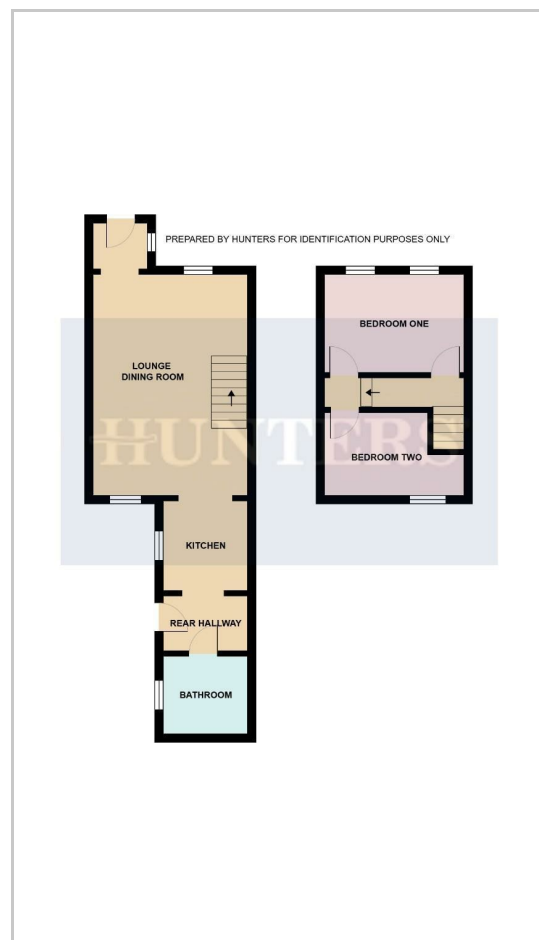 PREPARED BY HUNTERS FOR IDENTIFICATION PURPOSES ONLY
BEDROOM ONE
LOUNGE
DINING ROOM
HUNTERS
BEDROOM TWO
KITCHEN
REAR HALLWAY
BATHROOM